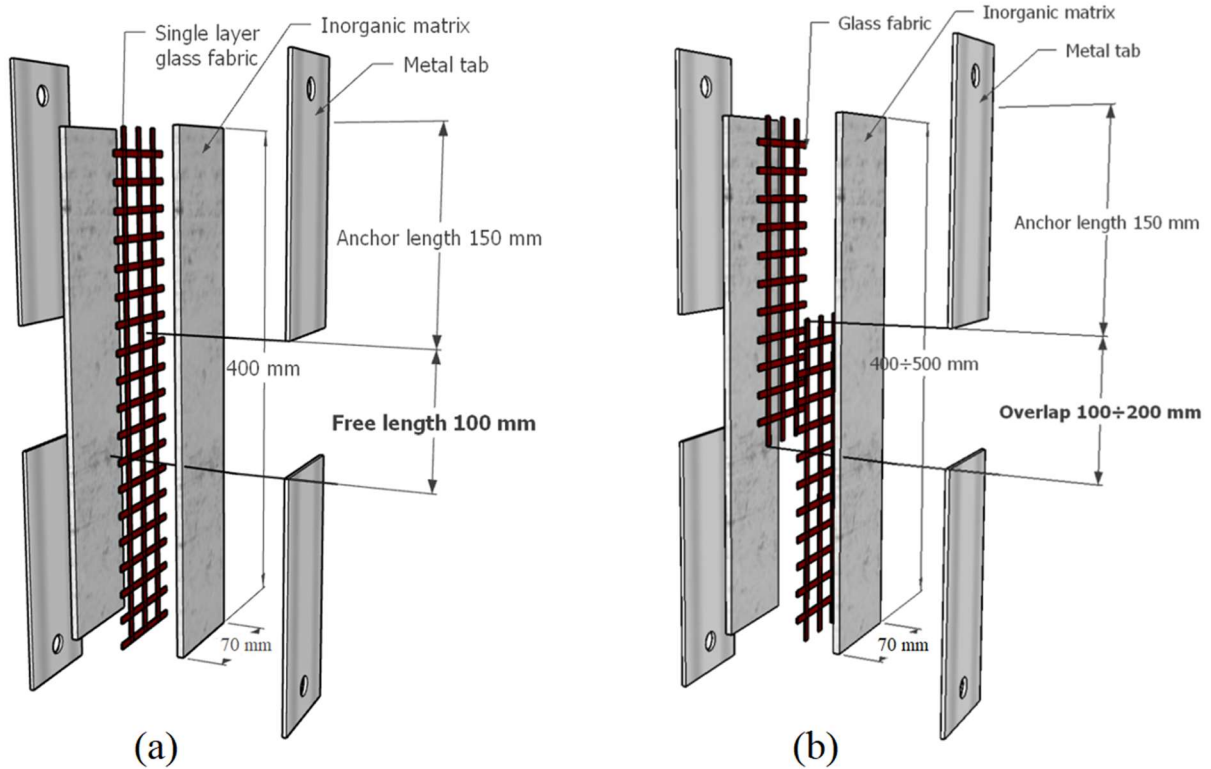 Single layer
glass fabric
Inorganic matrix
Metal tab
Anchor length 150 mm
400 mm
Free length 100 mm
70 mm
(a)
Glass fabric
Inorganic matrix
Metal tab
Anchor length 150 mm
400÷500 mm
Overlap 100÷200 mm
70 mm
(b)